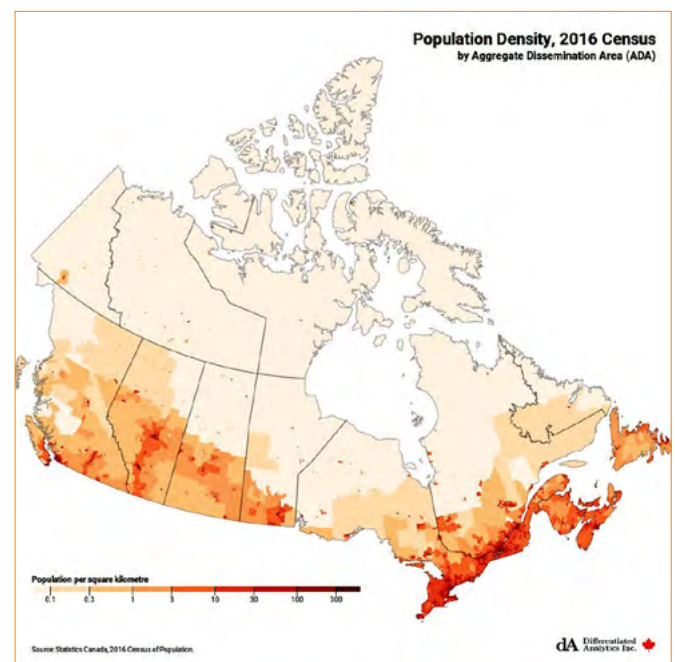 Population Density, 2016 Census
by Aggregate Dissemination Area (ADA)
Population per square kilometre
0.1 0.3 1 3 10 30 100 300
Source: Statistics Canada, 2016 Census of Population.
dA Differentiated
Analytics Inc.